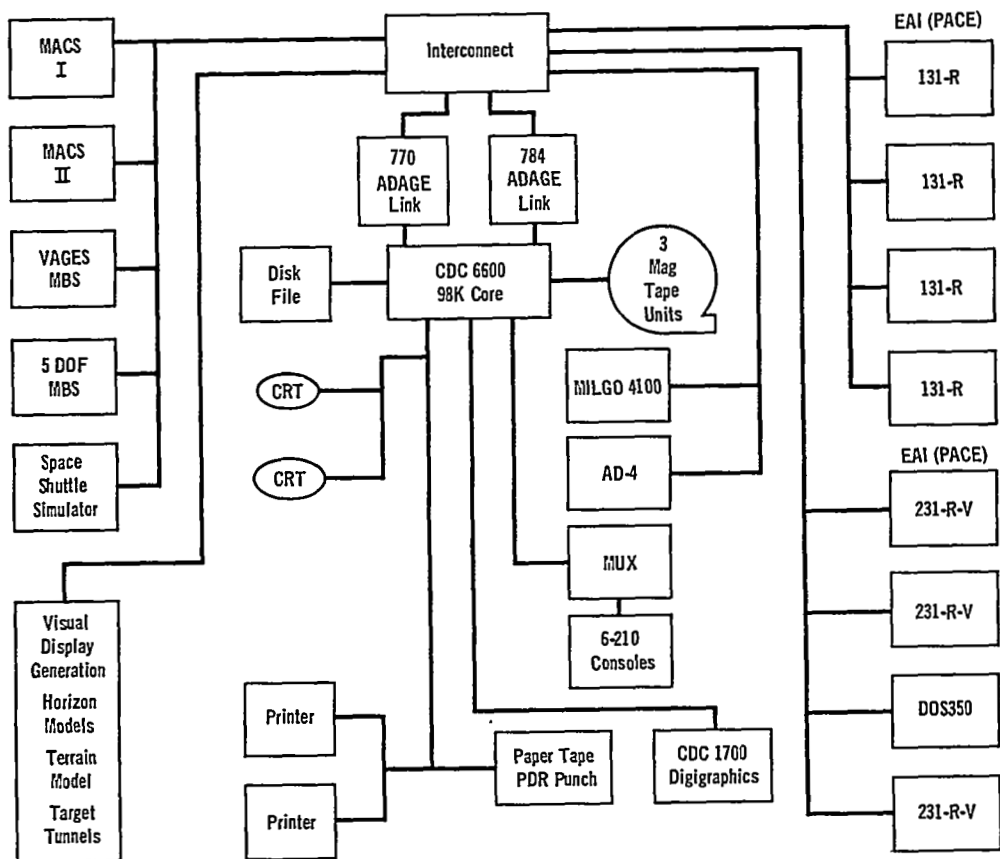 MACS
I
MACS
II
VAGES
MBS
5 DOF
MBS
Space
Shuttle
Simulator
Visual
Display
Generation
Horizon
Models
Terrain
Model
Target
Tunnels
Interconnect
770
ADAGE
Link
784
ADAGE
Link
Disk
File
CDC 6600
98K Core
3
Mag
Tape
Units
CRT
CRT
MILGO 4100
AD-4
MUX
6-210
Consoles
Printer
Printer
Paper Tape
PDR Punch
CDC 1700
Digigraphics
EAI (PACE)
131-R
131-R
131-R
131-R
EAI (PACE)
231-R-V
231-R-V
DOS350
231-R-V